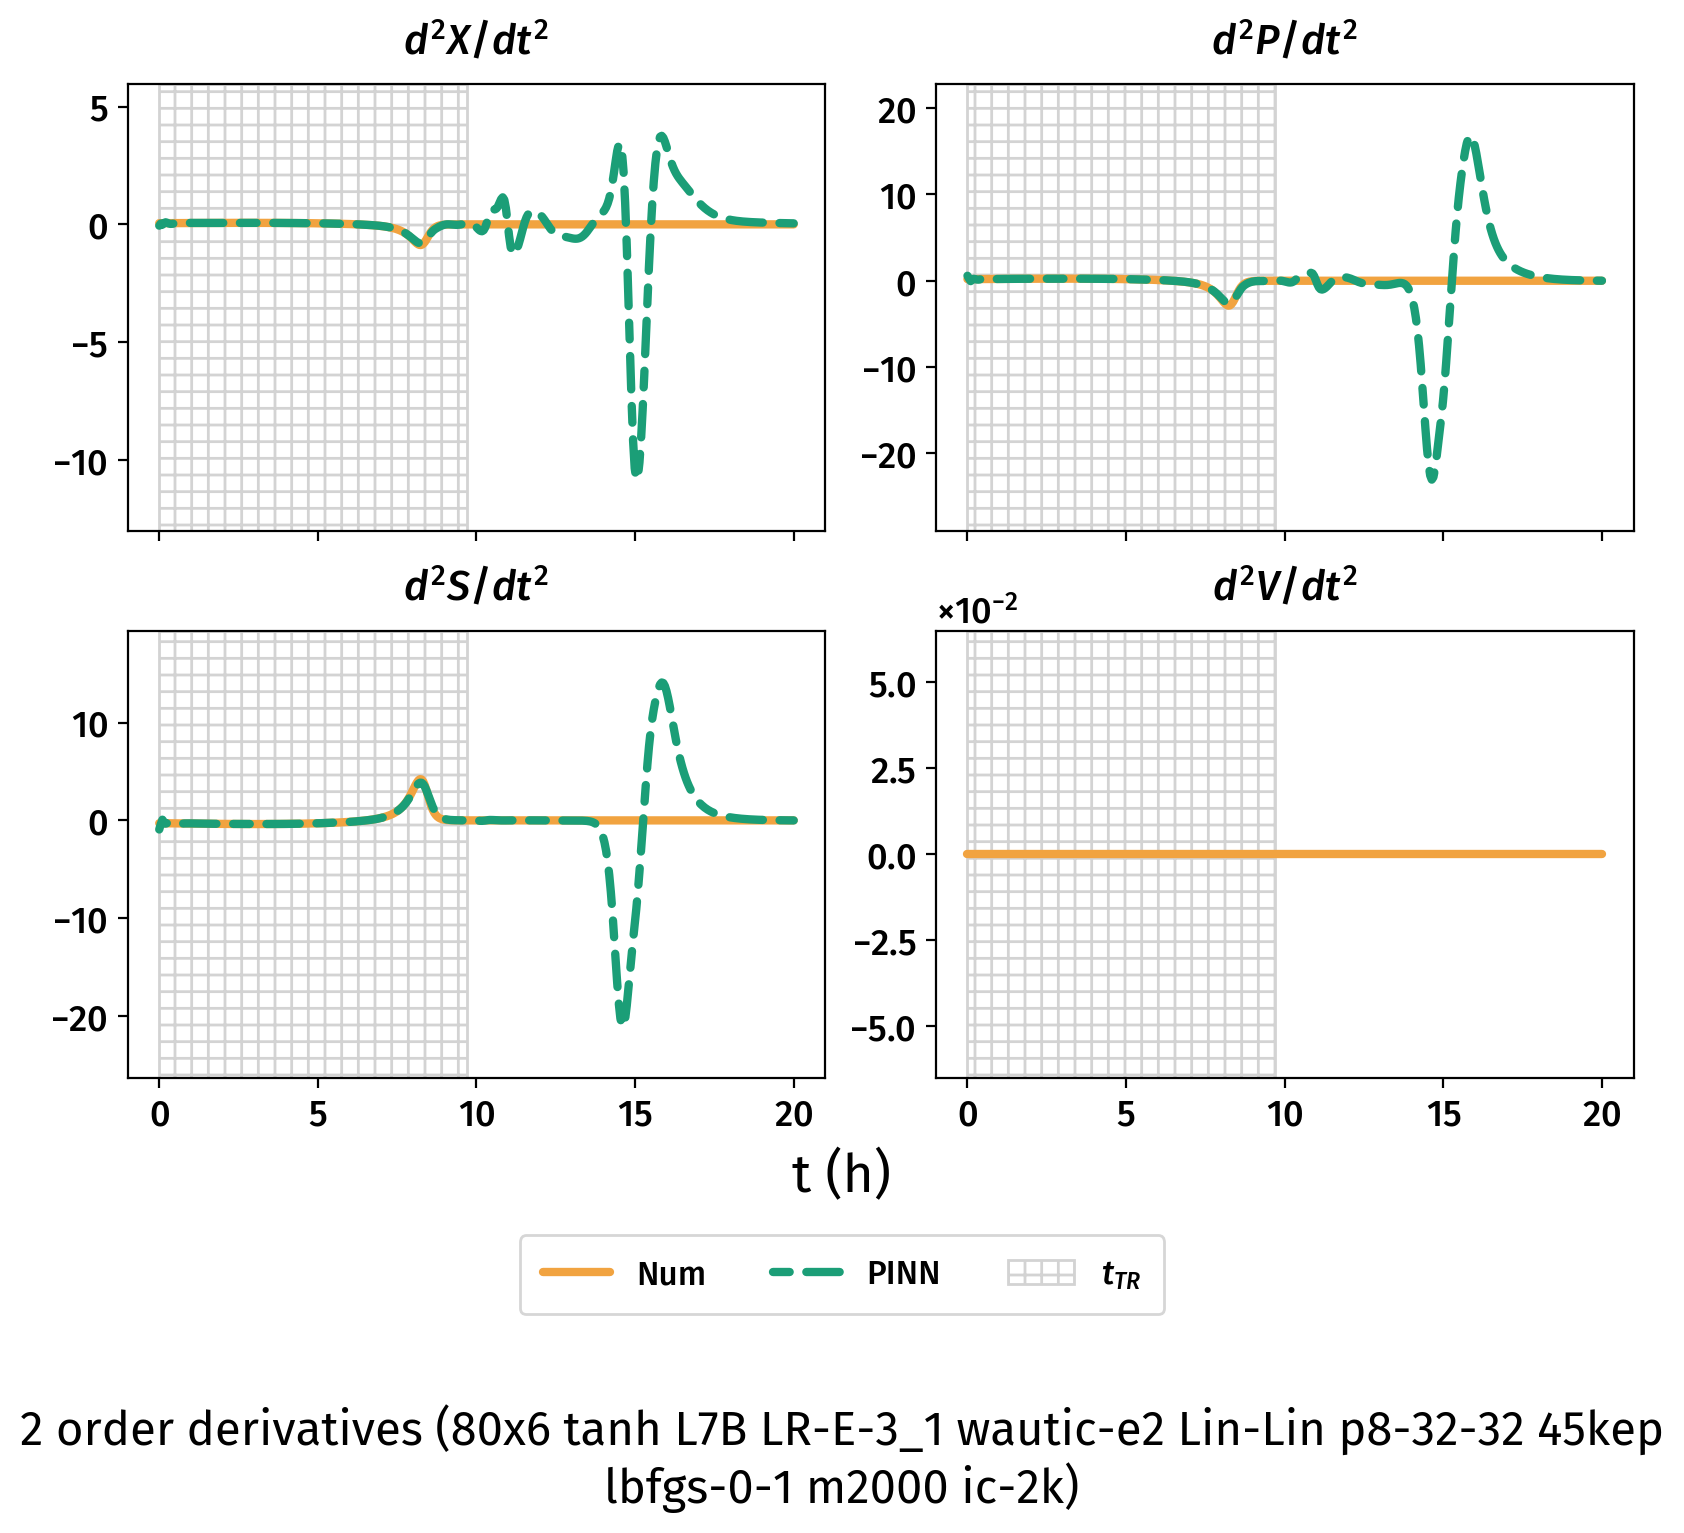 d²X/dt²
d²P/dt²
5
0
−5
−10
20
10
0
−10
−20
d²S/dt²
d²V/dt²
×10⁻²
10
0
−10
−20
5.0
2.5
0.0
−2.5
−5.0
0 5 10 15 20
0 5 10 15 20
t (h)
Num PINN t_TR
2 order derivatives (80x6 tanh L7B LR-E-3_1 wautic-e2 Lin-Lin p8-32-32 45kep
lbfgs-0-1 m2000 ic-2k)